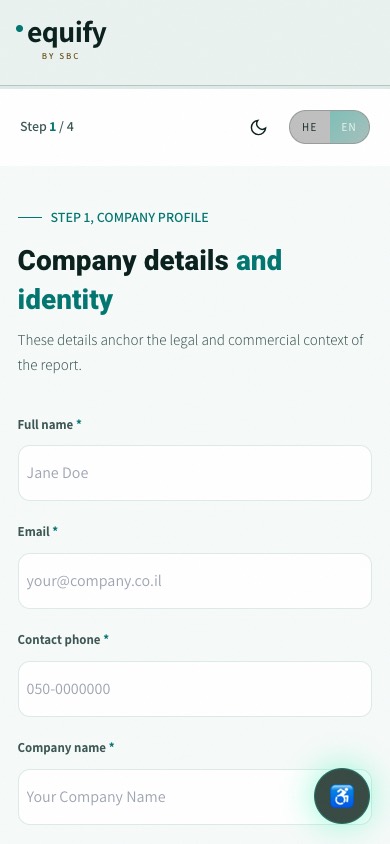 equify
BY SBC
Step 1 / 4
HE
EN
STEP 1, COMPANY PROFILE
Company details and
identity
These details anchor the legal and commercial context of
the report.
Full name *
Jane Doe
Email *
your@company.co.il
Contact phone *
050-0000000
Company name *
Your Company Name